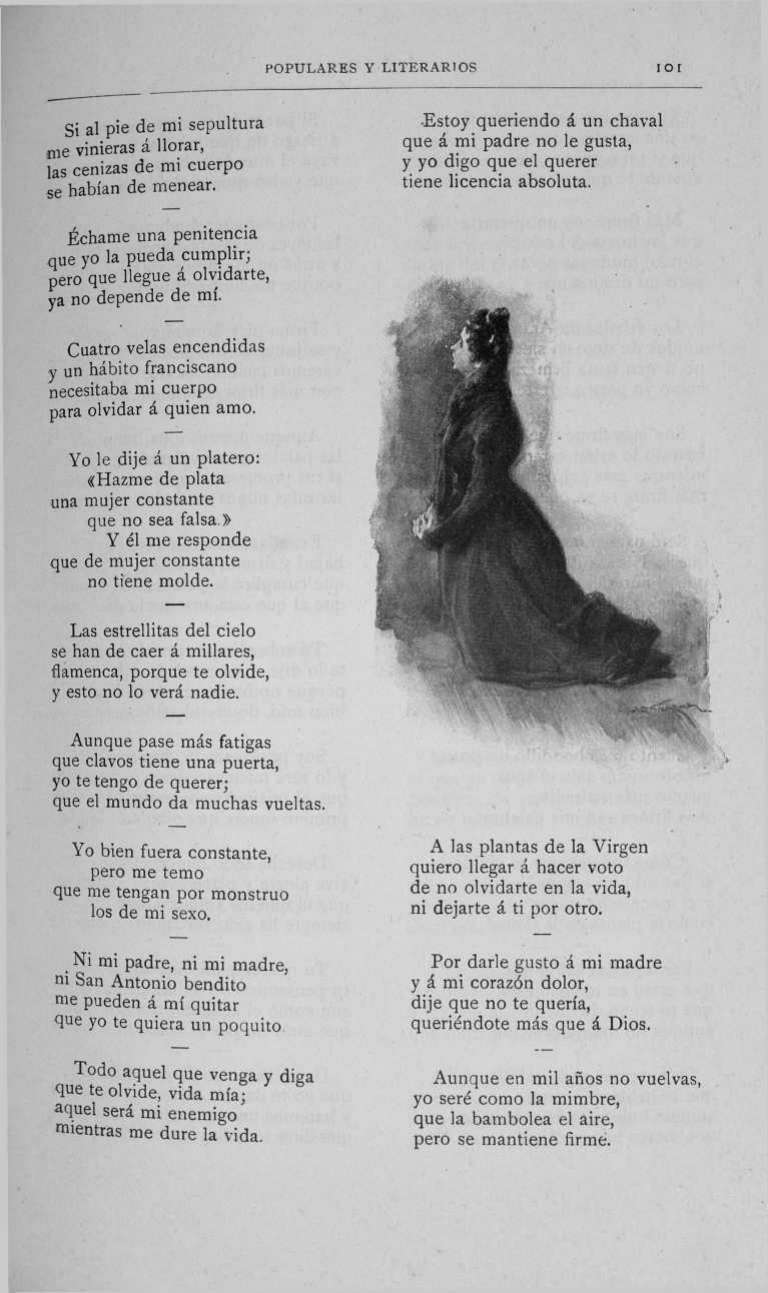 POPULARES Y LITERARIOS 101
Si al pie de mi sepultura
me vinieras á llorar,
las cenizas de mi cuerpo
se habían de menear.
—
Échame una penitencia
que yo la pueda cumplir;
pero que llegue á olvidarte,
ya no depende de mí.
—
Cuatro velas encendidas
y un hábito franciscano
necesitaba mi cuerpo
para olvidar á quien amo.
—
Yo le dije á un platero:
«Hazme de plata
una mujer constante
que no sea falsa.»
Y él me responde
que de mujer constante
no tiene molde.
—
Las estrellitas del cielo
se han de caer á millares,
flamenca, porque te olvide,
y esto no lo verá nadie.
—
Aunque pase más fatigas
que clavos tiene una puerta,
yo te tengo de querer;
que el mundo da muchas vueltas.
—
Yo bien fuera constante,
pero me temo
que me tengan por monstruo
los de mi sexo.
—
Ni mi padre, ni mi madre,
ni San Antonio bendito
me pueden á mí quitar
que yo te quiera un poquito
—
Todo aquel que venga y diga
que te olvide, vida mía;
aquel será mi enemigo
mientras me dure la vida.
Estoy queriendo á un chaval
que á mi padre no le gusta,
y yo digo que el querer
tiene licencia absoluta.
A las plantas de la Virgen
quiero llegar á hacer voto
de no olvidarte en la vida,
ni dejarte á ti por otro.
—
Por darle gusto á mi madre
y á mi corazón dolor,
dije que no te quería,
queriéndote más que á Dios.
—
Aunque en mil años no vuelvas,
yo seré como la mimbre,
que la bambolea el aire,
pero se mantiene firme.